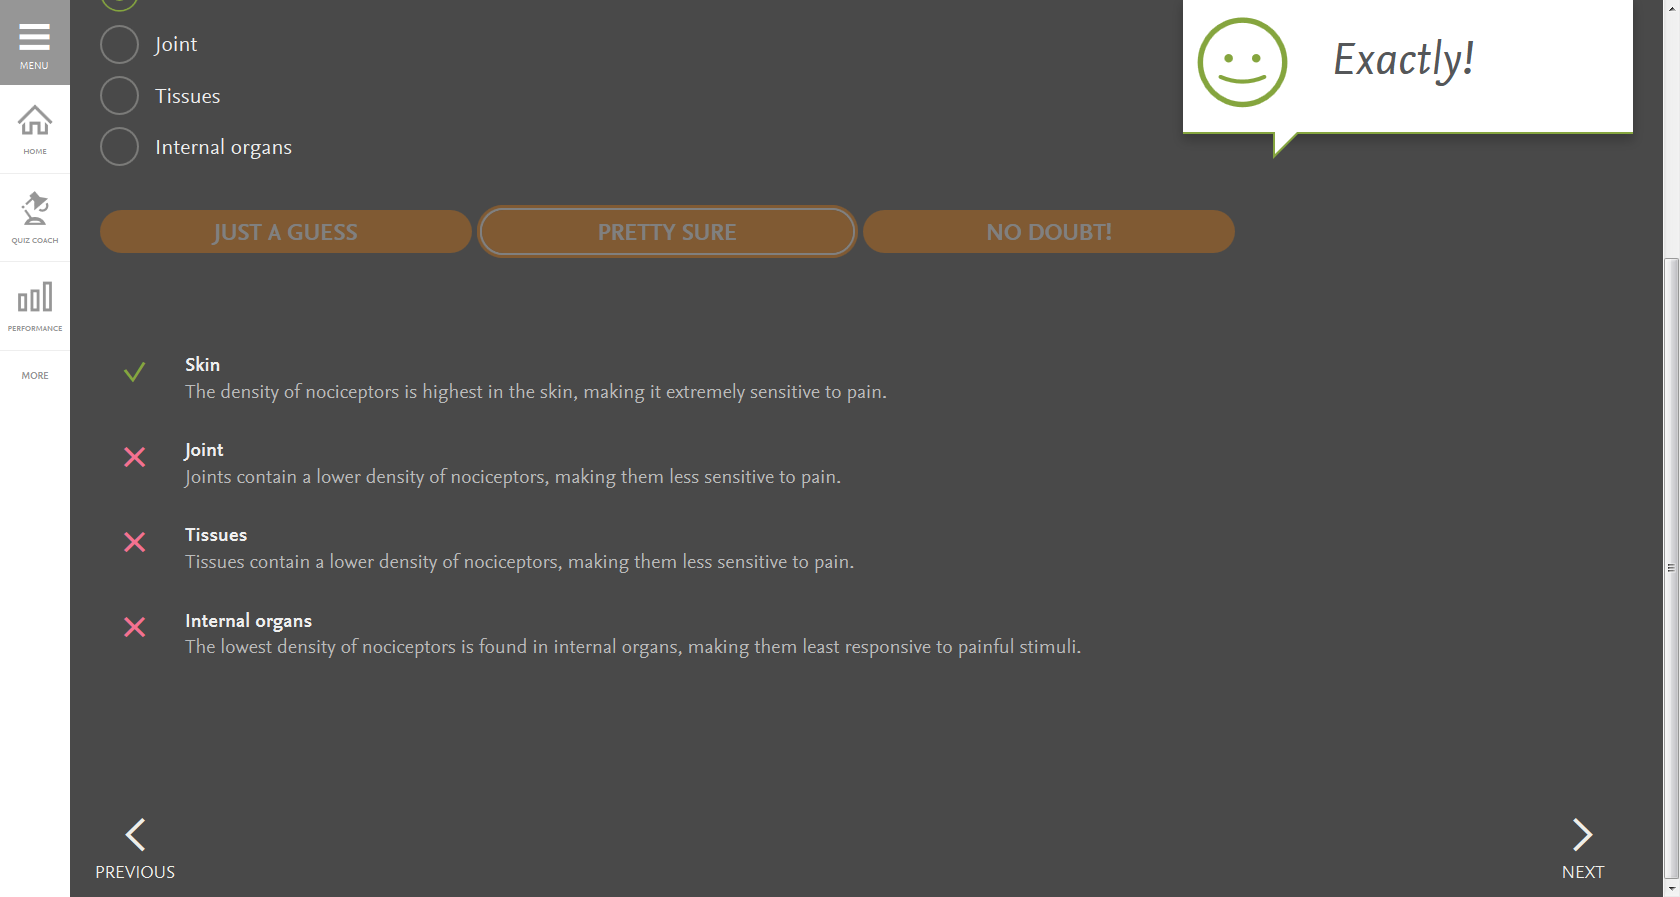 MENU
HOME
QUIZ COACH
PERFORMANCE
MORE
Joint
Tissues
Internal organs
Exactly!
JUST A GUESS
PRETTY SURE
NO DOUBT!
Skin
The density of nociceptors is highest in the skin, making it extremely sensitive to pain.
Joint
Joints contain a lower density of nociceptors, making them less sensitive to pain.
Tissues
Tissues contain a lower density of nociceptors, making them less sensitive to pain.
Internal organs
The lowest density of nociceptors is found in internal organs, making them least responsive to painful stimuli.
PREVIOUS
NEXT